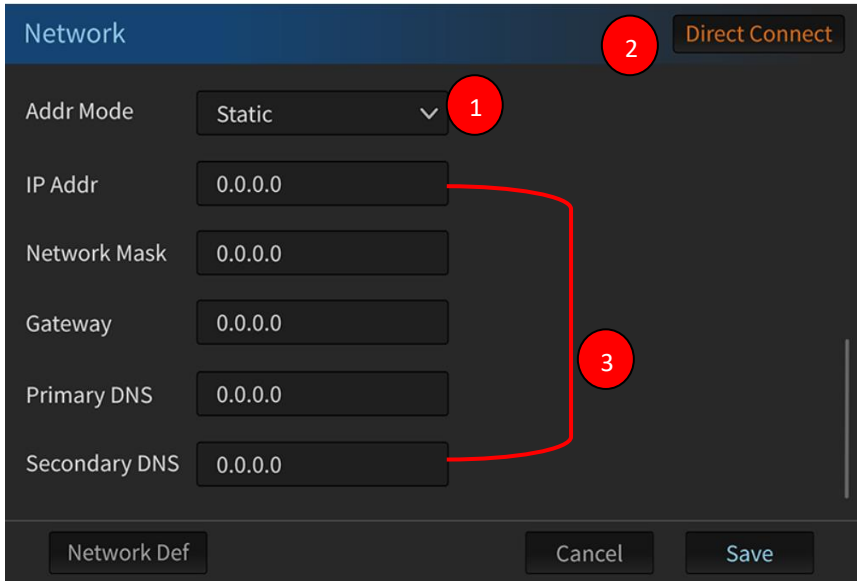 Network
2
Direct Connect
Addr Mode
Static
1
IP Addr
0.0.0.0
Network Mask
0.0.0.0
Gateway
0.0.0.0
3
Primary DNS
0.0.0.0
Secondary DNS
0.0.0.0
Network Def
Cancel
Save